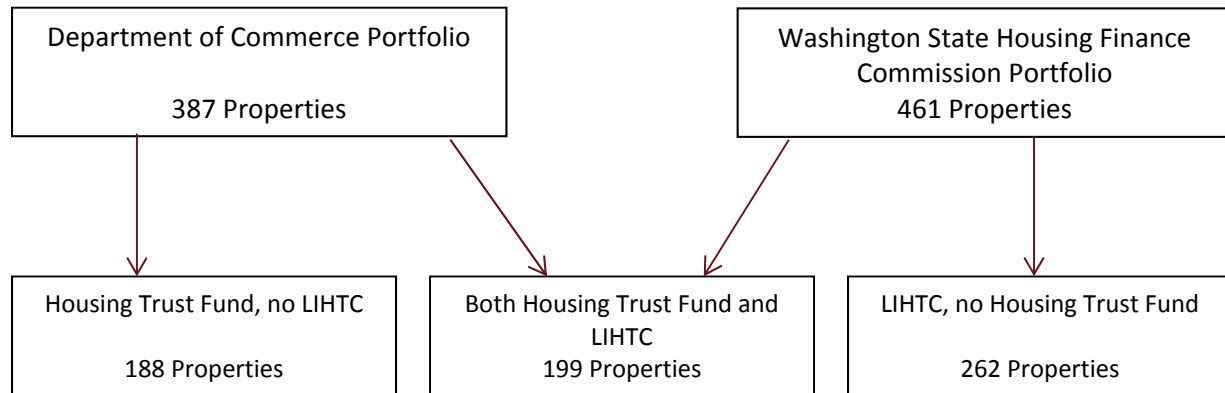 Department of Commerce Portfolio
387 Properties
Washington State Housing Finance
Commission Portfolio
461 Properties
Housing Trust Fund, no LIHTC
188 Properties
Both Housing Trust Fund and
LIHTC
199 Properties
LIHTC, no Housing Trust Fund
262 Properties